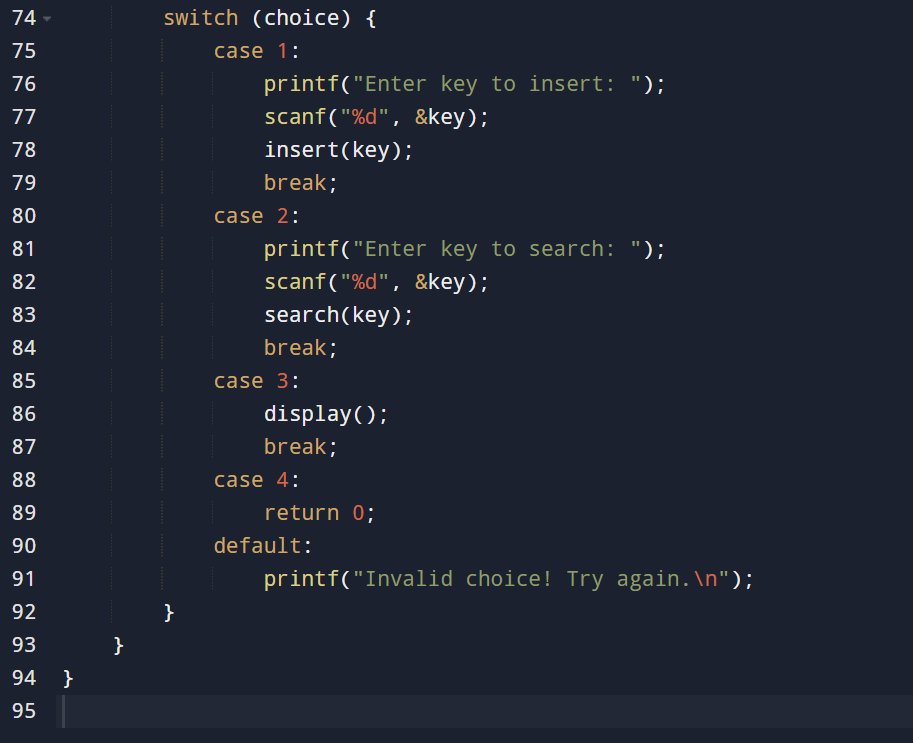 74 switch (choice) {
75 case 1:
76 printf("Enter key to insert: ");
77 scanf("%d", &key);
78 insert(key);
79 break;
80 case 2:
81 printf("Enter key to search: ");
82 scanf("%d", &key);
83 search(key);
84 break;
85 case 3:
86 display();
87 break;
88 case 4:
89 return 0;
90 default:
91 printf("Invalid choice! Try again.\n");
92 }
93 }
94 }
95